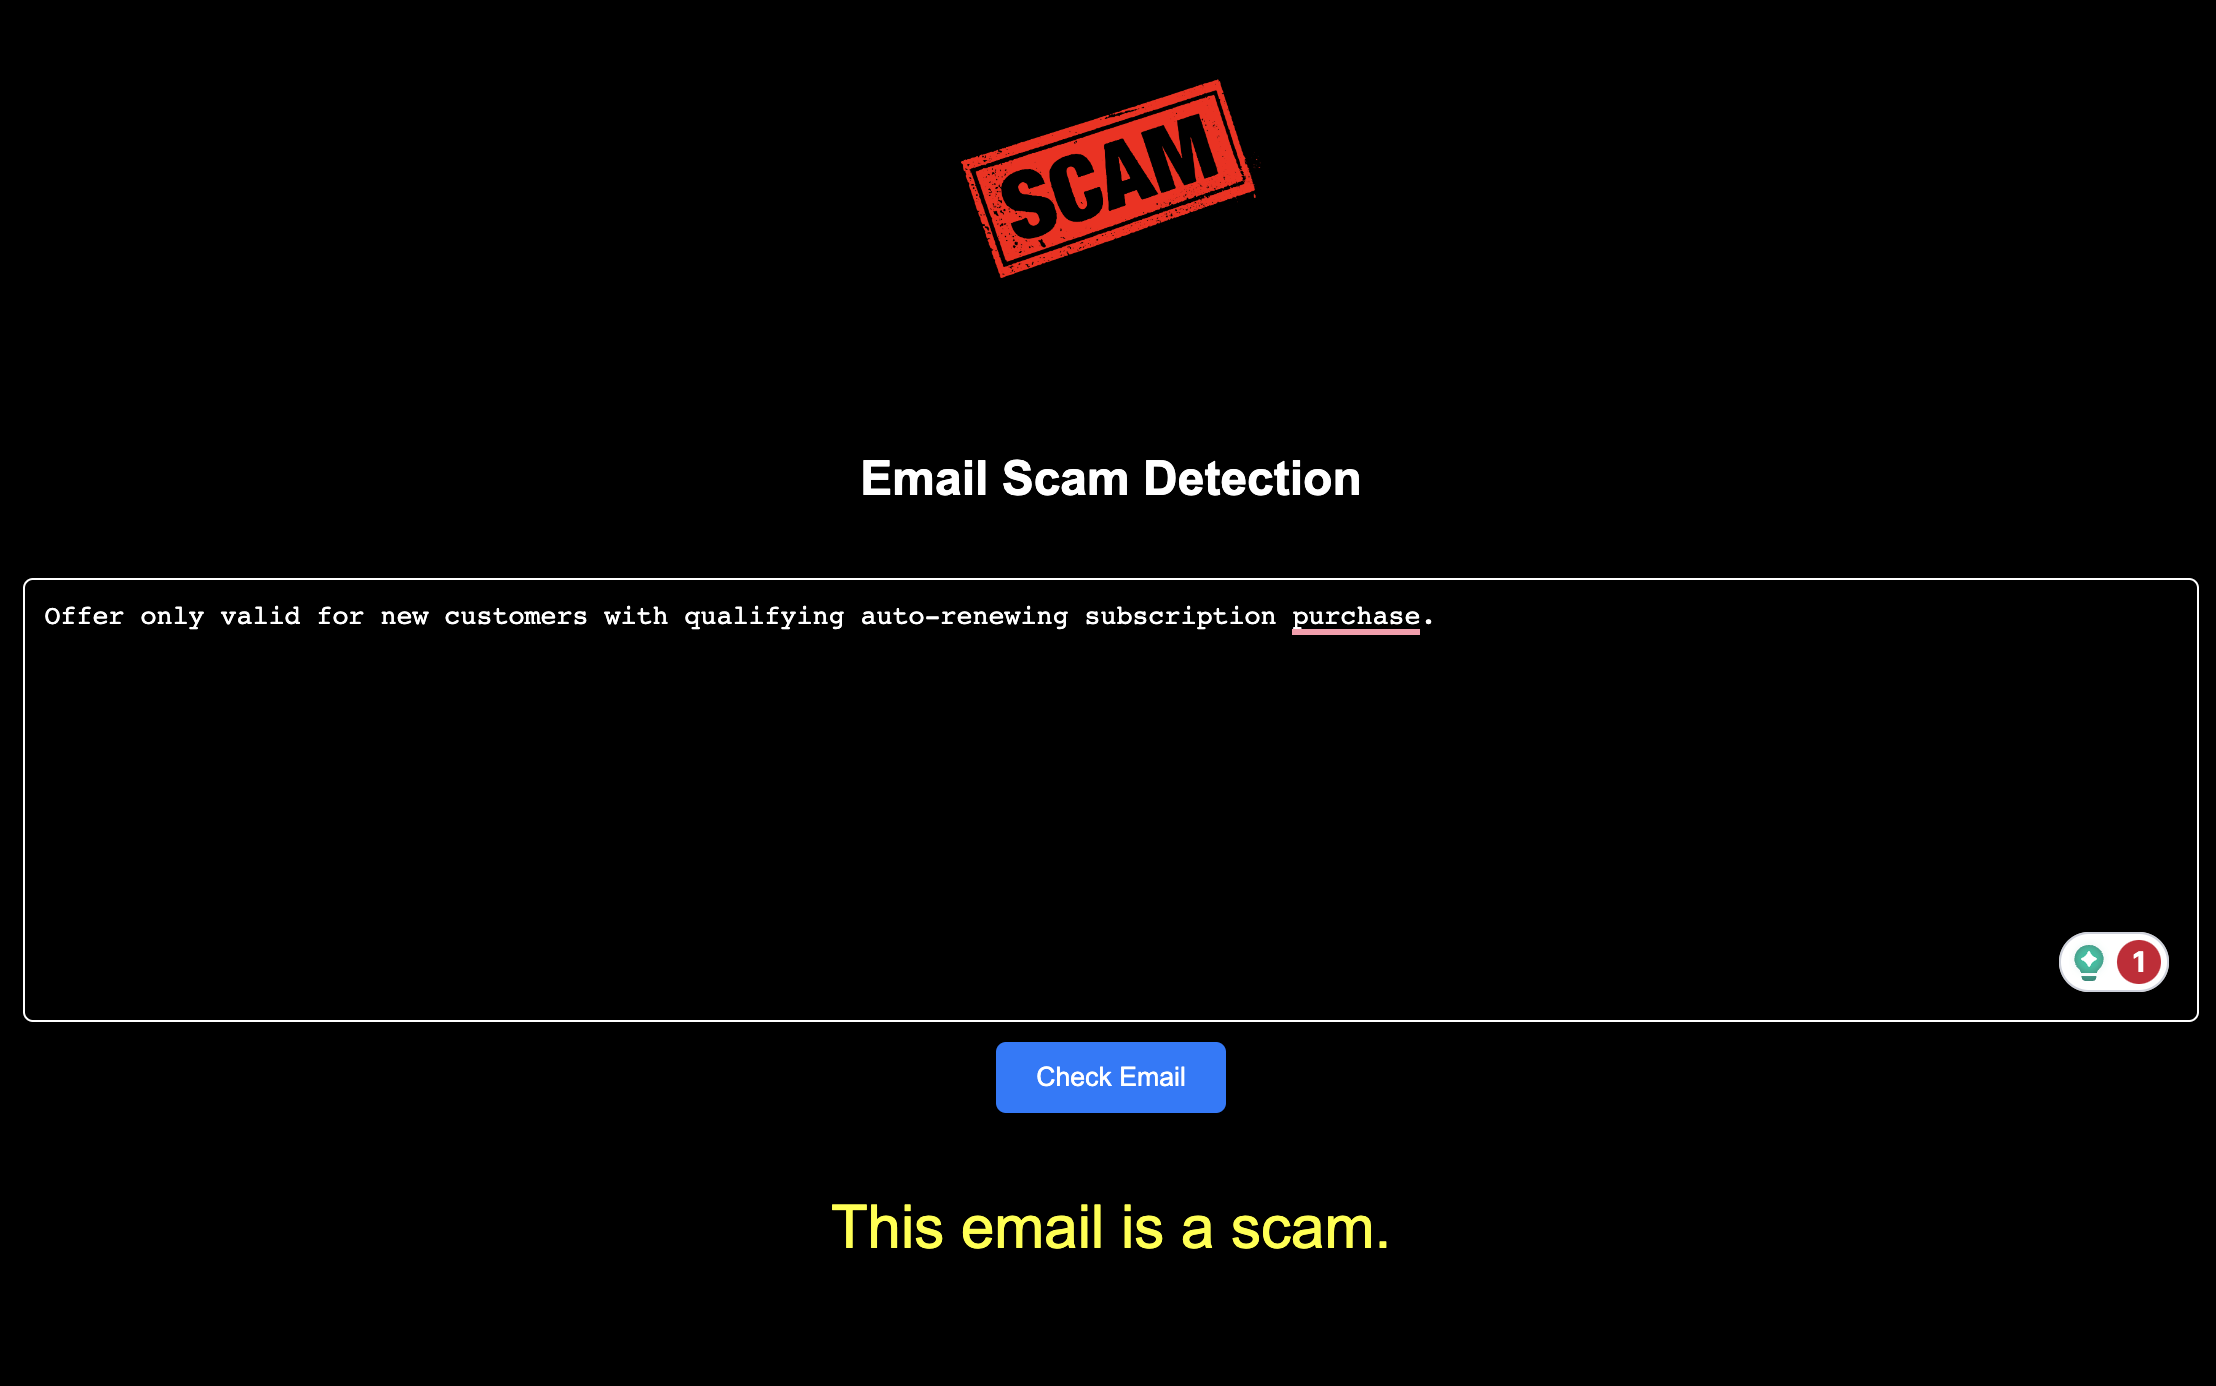 SCAM
Email Scam Detection
Offer only valid for new customers with qualifying auto-renewing subscription purchase.
1
Check Email
This email is a scam.